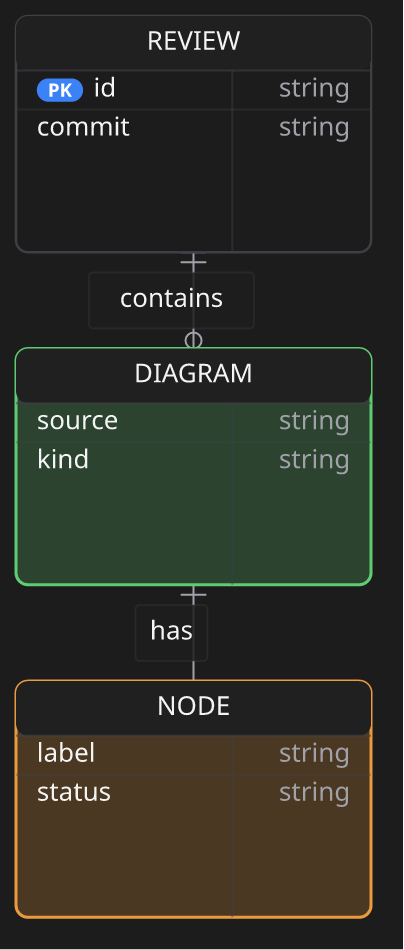 REVIEW
PK id string
commit string
contains
DIAGRAM
source string
kind string
has
NODE
label string
status string